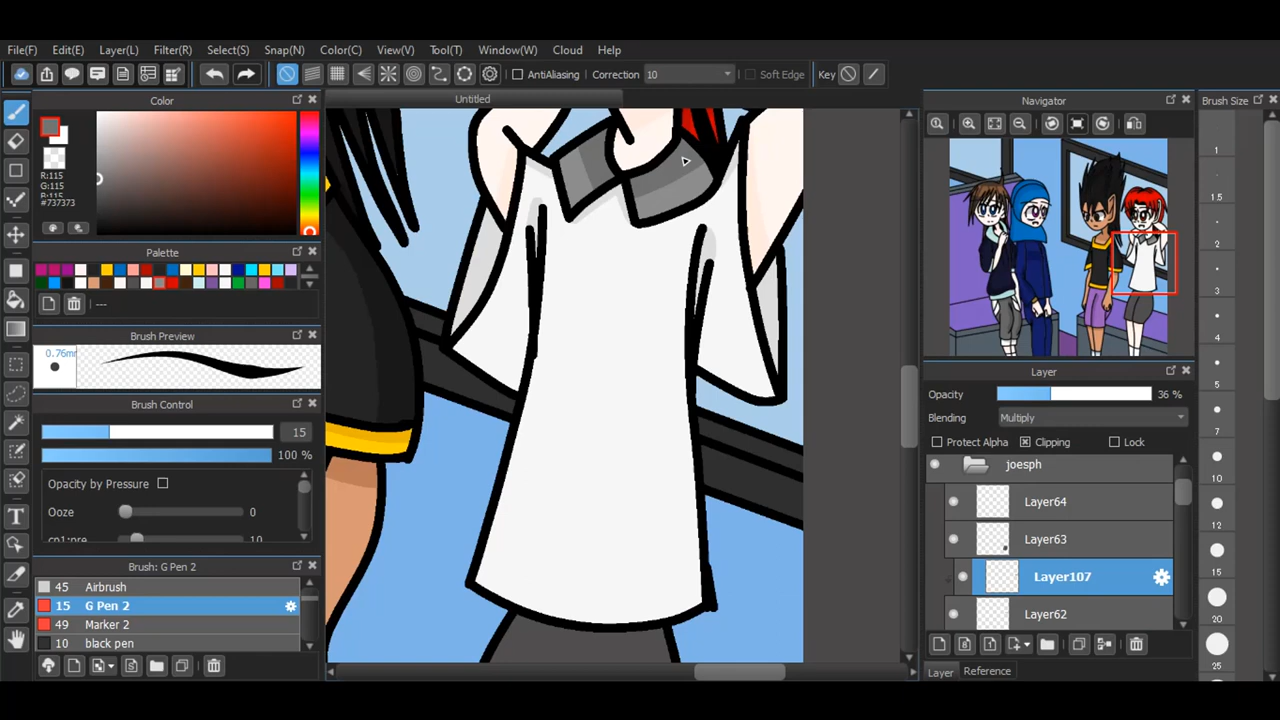 File(F) Edit(E) Layer(L) Filter(R) Select(S) Snap(N) Color(C) View(V) Tool(T) Window(W) Cloud Help
AntiAliasing Correction 10 Soft Edge Key
Color
Untitled
Navigator
Brush Size
R:115
G:115
B:115
#737373
Palette
---
Brush Preview
0.76m
Brush Control
15
100 %
Opacity by Pressure
Ooze 0
cp1:pre 10
Brush: G Pen 2
45 Airbrush
15 G Pen 2
49 Marker 2
10 black pen
Layer
Opacity 36 %
Blending Multiply
Protect Alpha Clipping Lock
joesph
Layer64
Layer63
Layer107
Layer62
Layer Reference
1
1.5
2
3
4
5
7
10
12
15
20
25